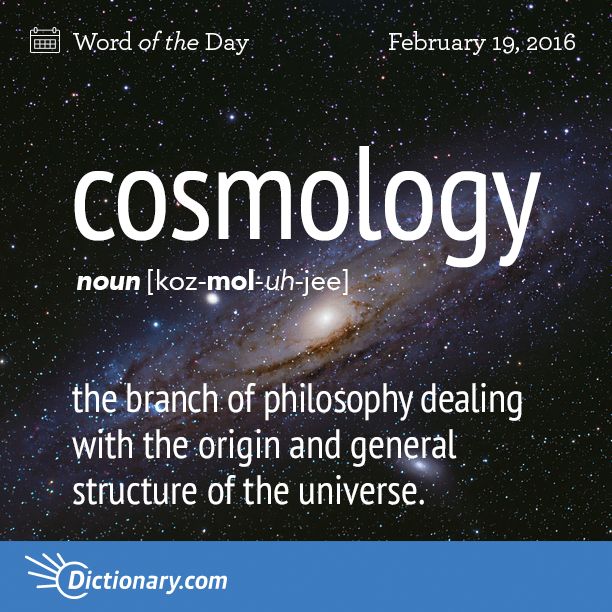 Word of the Day
February 19, 2016
cosmology
noun [koz-mol-uh-jee]
the branch of philosophy dealing
with the origin and general
structure of the universe.
Dictionary.com